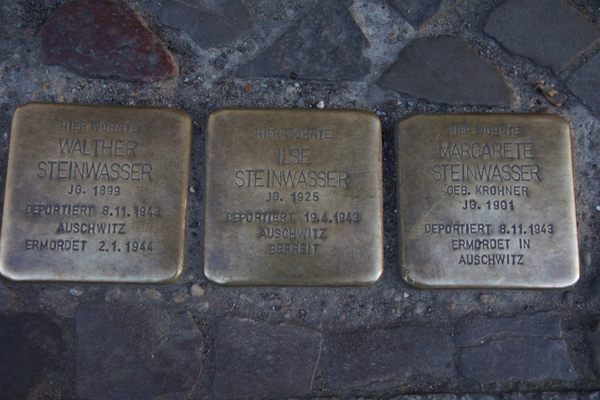 HIER WOHNTE
WALTHER
STEINWASSER
JG. 1899
DEPORTIERT 8.11.1943
AUSCHWITZ
ERMORDET 2.1.1944
HIER WOHNTE
ILSE
STEINWASSER
JG. 1925
DEPORTIERT 19.4.1943
AUSCHWITZ
BEFREIT
HIER WOHNTE
MARGARETE
STEINWASSER
GEB. KROHNER
JG. 1901
DEPORTIERT 8.11.1943
ERMORDET IN
AUSCHWITZ